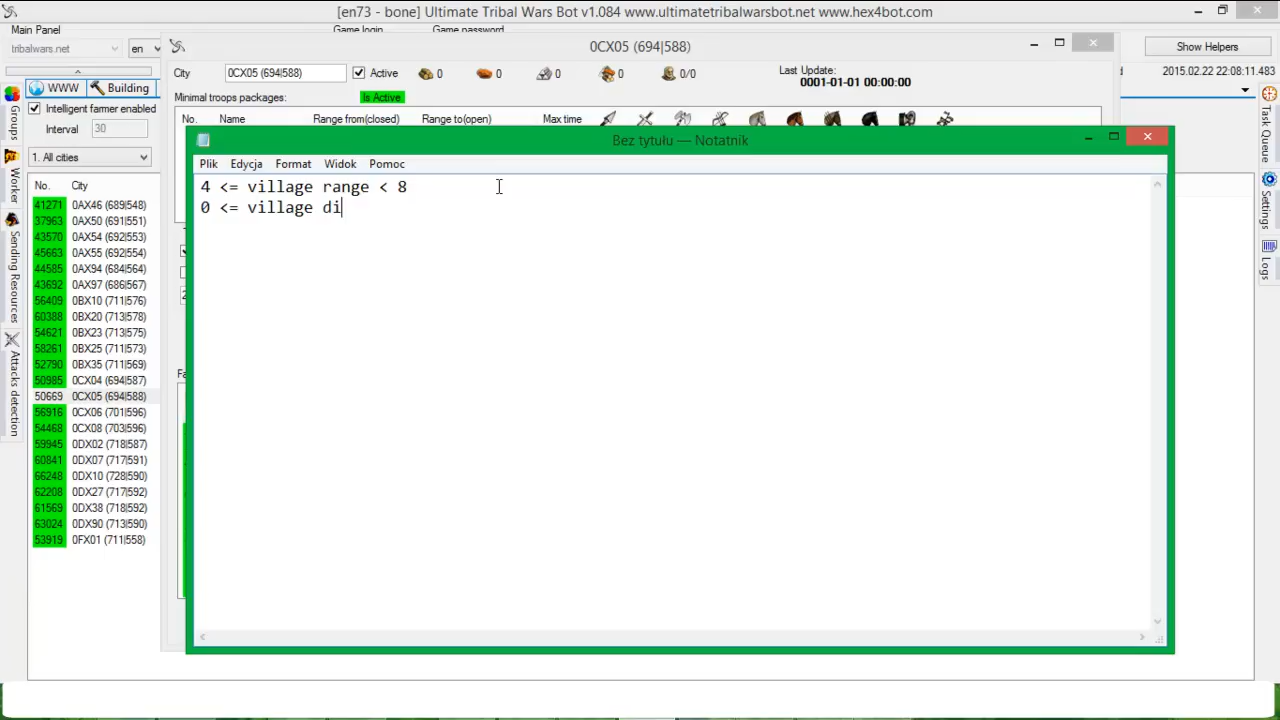 [en73 - bone] Ultimate Tribal Wars Bot v1.084 www.ultimatetribalwarsbot.net www.hex4bot.com
Main Panel
Game login
Game password
tribalwars.net
en
0CX05 (694|588)
Show Helpers
City
0CX05 (694|588)
Active
0
0
0
0
0/0
Last Update:
0001-01-01 00:00:00
2015.02.22 22:08:11.483
WWW
Building
Minimal troops packages:
Is Active
Intelligent farmer enabled
No.
Name
Range from(closed)
Range to(open)
Max time
Interval
30
Bez tytułu — Notatnik
Plik
Edycja
Format
Widok
Pomoc
1. All cities
4 <= village range < 8
0 <= village di
No.
City
41271 0AX46 (689|548)
37963 0AX50 (691|551)
43570 0AX54 (692|553)
45663 0AX55 (692|554)
44585 0AX94 (684|564)
43692 0AX97 (686|567)
56409 0BX10 (711|576)
60388 0BX20 (713|578)
54621 0BX23 (713|575)
58261 0BX25 (711|573)
52790 0BX35 (711|569)
50985 0CX04 (694|587)
50669 0CX05 (694|588)
56916 0CX06 (701|596)
54468 0CX08 (703|596)
59945 0DX02 (718|587)
60841 0DX07 (717|591)
66248 0DX10 (728|590)
62208 0DX27 (717|592)
61569 0DX38 (718|592)
63024 0DX90 (713|590)
53919 0FX01 (711|558)
Groups
Worker
Sending Resources
Attacks detection
Task Queue
Settings
Logs